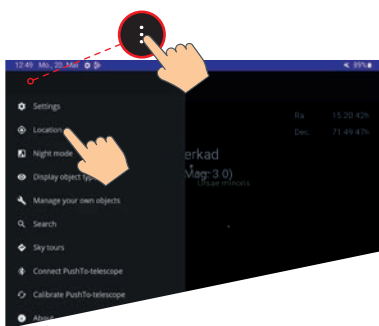 12:49 Mo., 20. Mai
89%
Settings
Location
Night mode
Display object types
Manage your own objects
Search
Sky tours
Connect PushTo-telescope
Calibrate PushTo-telescope
About
Ra 15:20:42h
Dec. 71:49:47h
erkad
(Mag: 3.0)
Ursae minoris